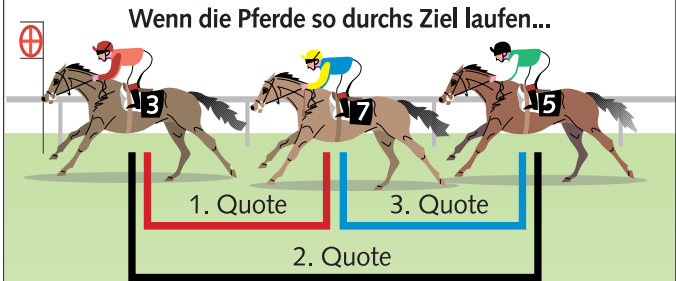 Wenn die Pferde so durchs Ziel laufen...
3
7
5
1. Quote
3. Quote
2. Quote